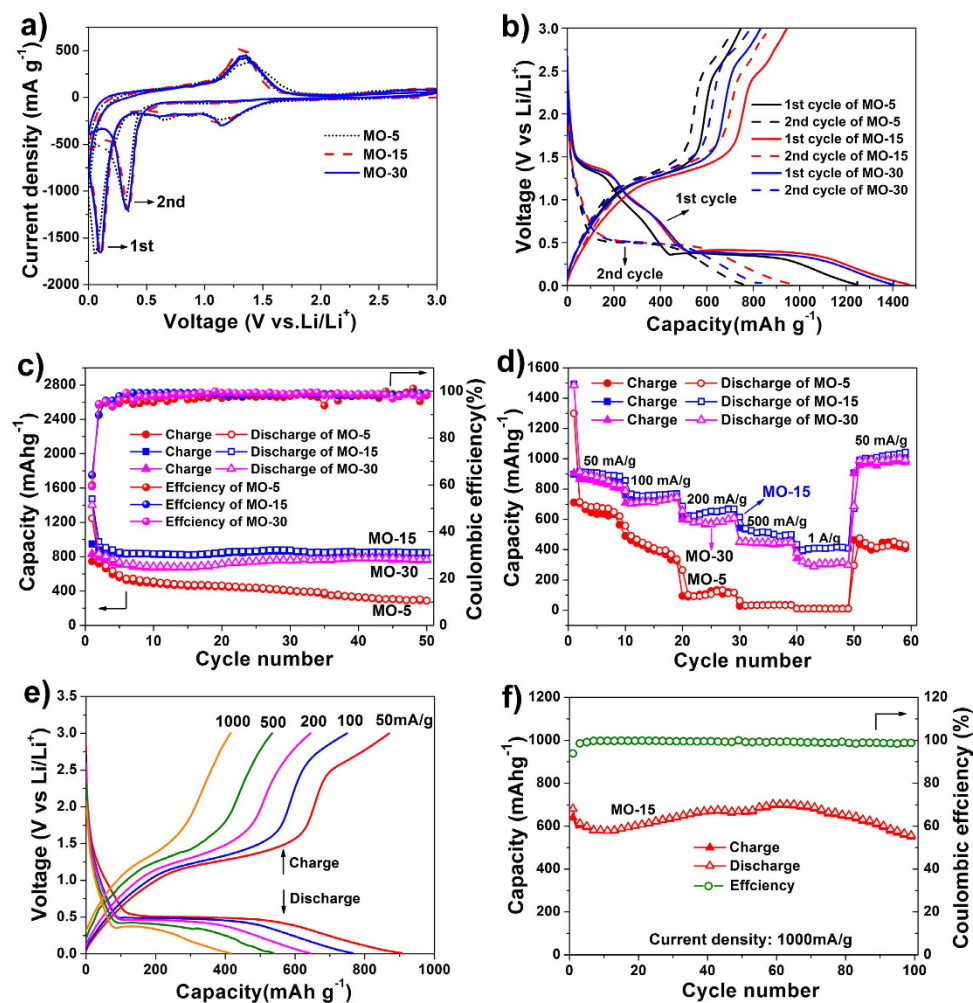 a)
500
0
-500
-1000
-1500
-2000
Current density (mA g⁻¹)
MO-5
MO-15
MO-30
2nd
1st
0.0 0.5 1.0 1.5 2.0 2.5 3.0
Voltage (V vs.Li/Li⁺)
b)
3.0
2.5
2.0
1.5
1.0
0.5
0.0
Voltage (V vs Li/Li⁺)
1st cycle of MO-5
2nd cycle of MO-5
1st cycle of MO-15
2nd cycle of MO-15
1st cycle of MO-30
2nd cycle of MO-30
1st cycle
2nd cycle
0 200 400 600 800 1000 1200 1400 1600
Capacity(mAh g⁻¹)
c)
2800
2400
2000
1600
1200
800
400
0
Capacity (mAhg⁻¹)
Charge Discharge of MO-5
Charge Discharge of MO-15
Charge Discharge of MO-30
Effciency of MO-5
Effciency of MO-15
Effciency of MO-30
MO-15
MO-30
MO-5
100
80
60
40
20
0
Coulombic efficiency(%)
0 10 20 30 40 50
Cycle number
d)
1600
1400
1200
1000
800
600
400
200
0
Capacity (mAhg⁻¹)
Charge Discharge of MO-5
Charge Discharge of MO-15
Charge Discharge of MO-30
50 mA/g
100 mA/g
200 mA/g
MO-15
500 mA/g
1 A/g
50 mA/g
MO-30
MO-5
0 10 20 30 40 50 60
Cycle number
e)
3.5
3.0
2.5
2.0
1.5
1.0
0.5
0.0
Voltage (V vs Li/Li⁺)
1000 500 200 100 50mA/g
Charge
Discharge
0 200 400 600 800 1000
Capacity(mAh g⁻¹)
f)
1200
1000
800
600
400
200
0
Capacity (mAhg⁻¹)
MO-15
Charge
Discharge
Effciency
Current density: 1000mA/g
120
100
80
60
40
20
0
Coulombic efficiency (%)
0 20 40 60 80 100
Cycle number